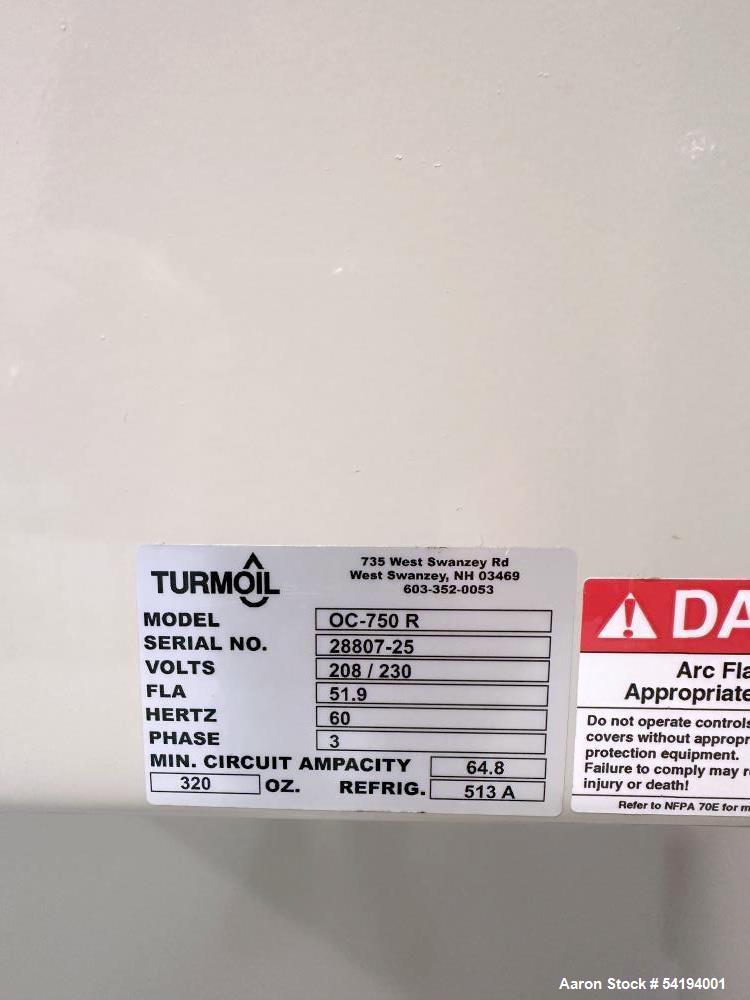 TURMOIL
735 West Swanzey Rd
West Swanzey, NH 03469
603-352-0053
MODEL OC-750 R
SERIAL NO. 28807-25
VOLTS 208 / 230
FLA 51.9
HERTZ 60
PHASE 3
MIN. CIRCUIT AMPACITY 64.8
320 OZ. REFRIG. 513 A
DA
Arc Fla
Appropriate
Do not operate controls
covers without appropr
protection equipment.
Failure to comply may r
injury or death!
Refer to NFPA 70E for m
Aaron Stock # 54194001